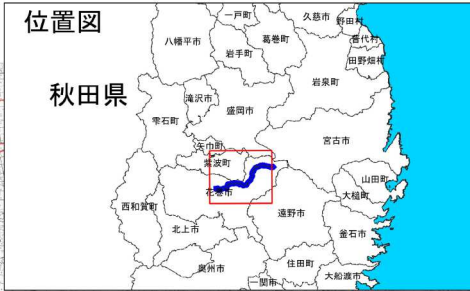 位置図
一戸町
久慈市
野田村
八幡平市
葛巻町
普代村
岩手町
田野畑村
秋田県
岩泉町
滝沢市
盛岡市
雫石町
宮古市
矢巾町
紫波町
山田町
花巻市
大槌町
西和賀町
遠野市
北上市
釜石市
奥州市
住田町
一関市
大船渡市